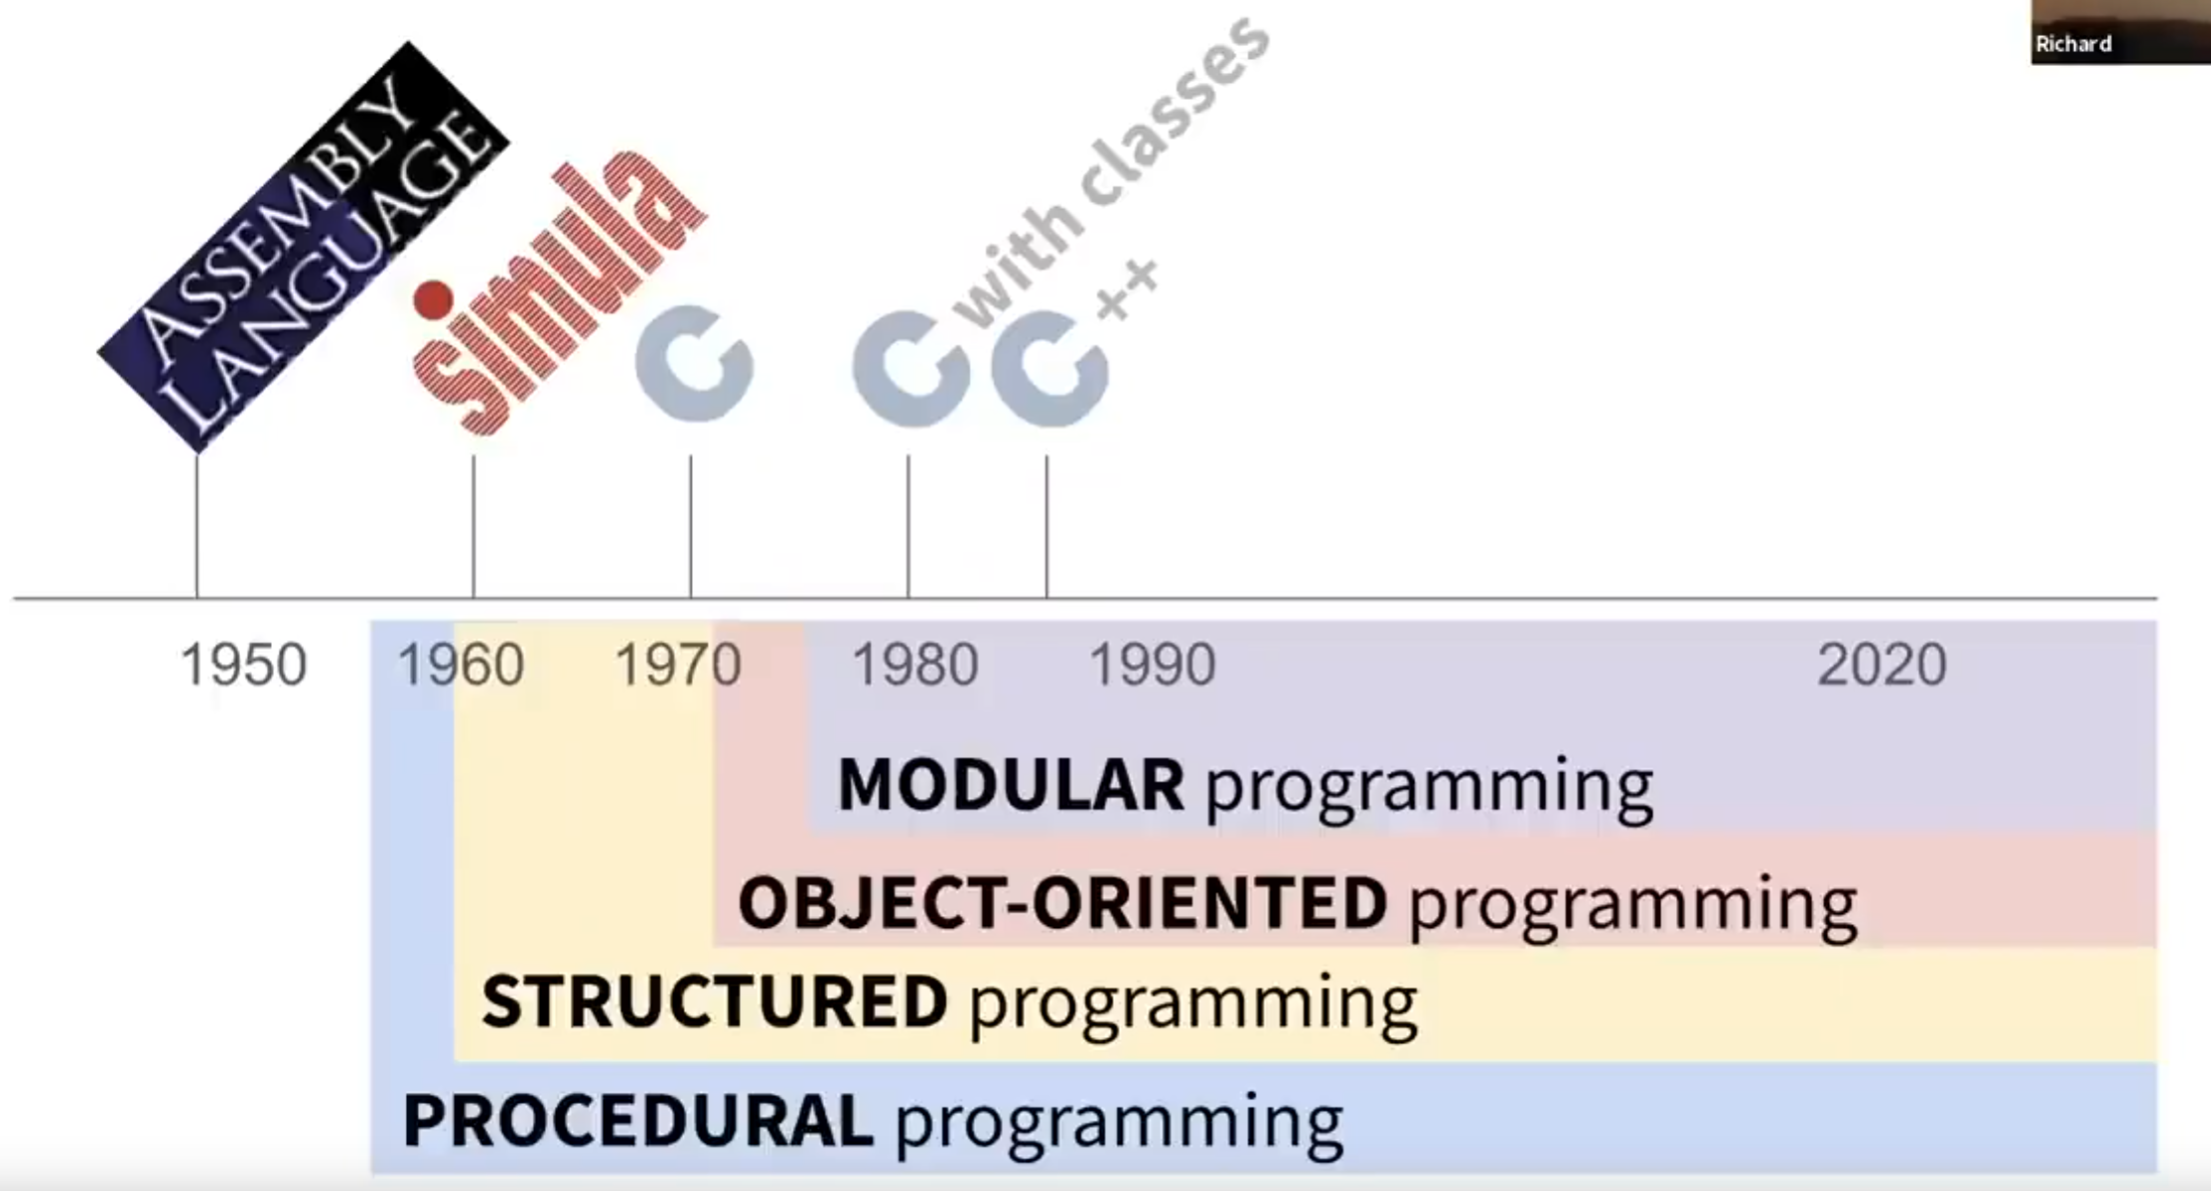 Richard
ASSEMBLY
LANGUAGE
simula
C
C with classes
C++
1950 1960 1970 1980 1990 2020
MODULAR programming
OBJECT-ORIENTED programming
STRUCTURED programming
PROCEDURAL programming